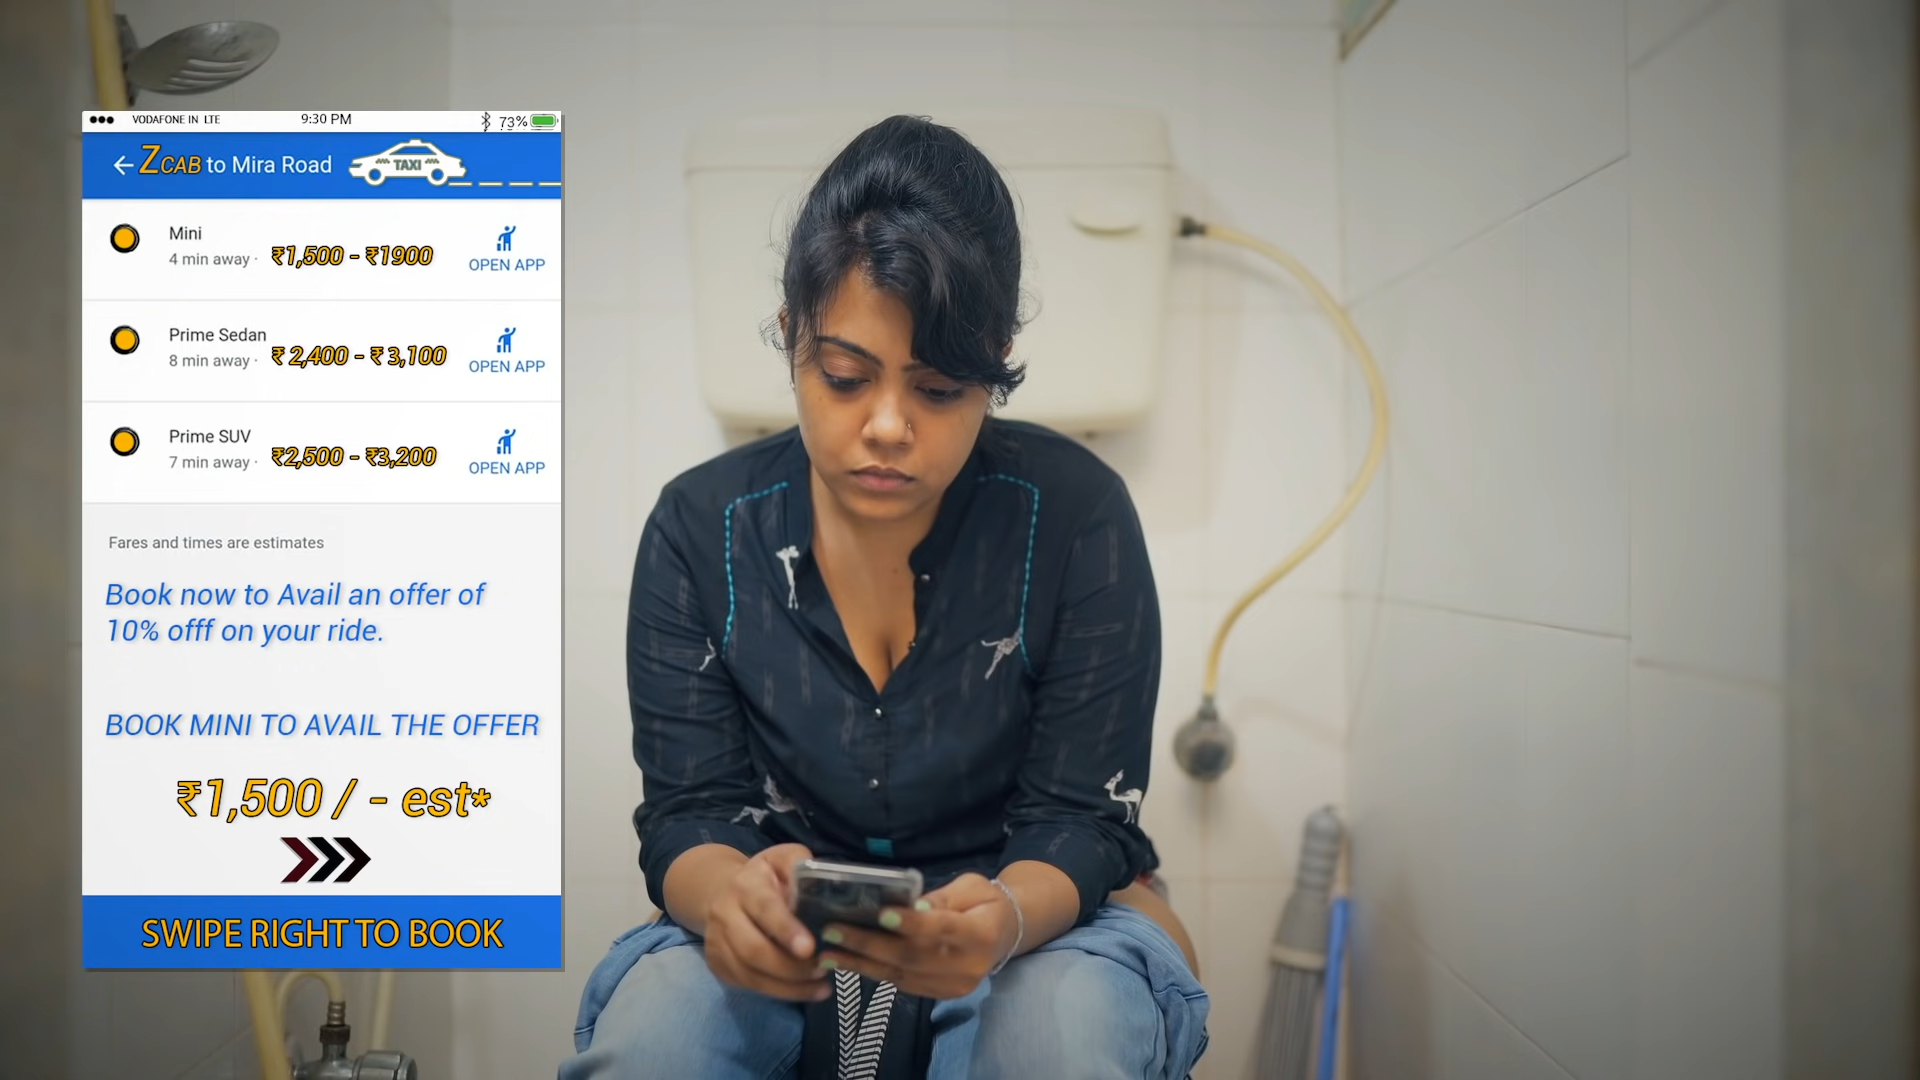 VODAFONE IN LTE 9:30 PM 73%
ZCAB to Mira Road TAXI
Mini
4 min away · ₹1,500 - ₹1900
OPEN APP
Prime Sedan
8 min away · ₹ 2,400 - ₹ 3,100
OPEN APP
Prime SUV
7 min away · ₹2,500 - ₹3,200
OPEN APP
Fares and times are estimates
Book now to Avail an offer of
10% offf on your ride.
BOOK MINI TO AVAIL THE OFFER
₹1,500 / - est*
SWIPE RIGHT TO BOOK